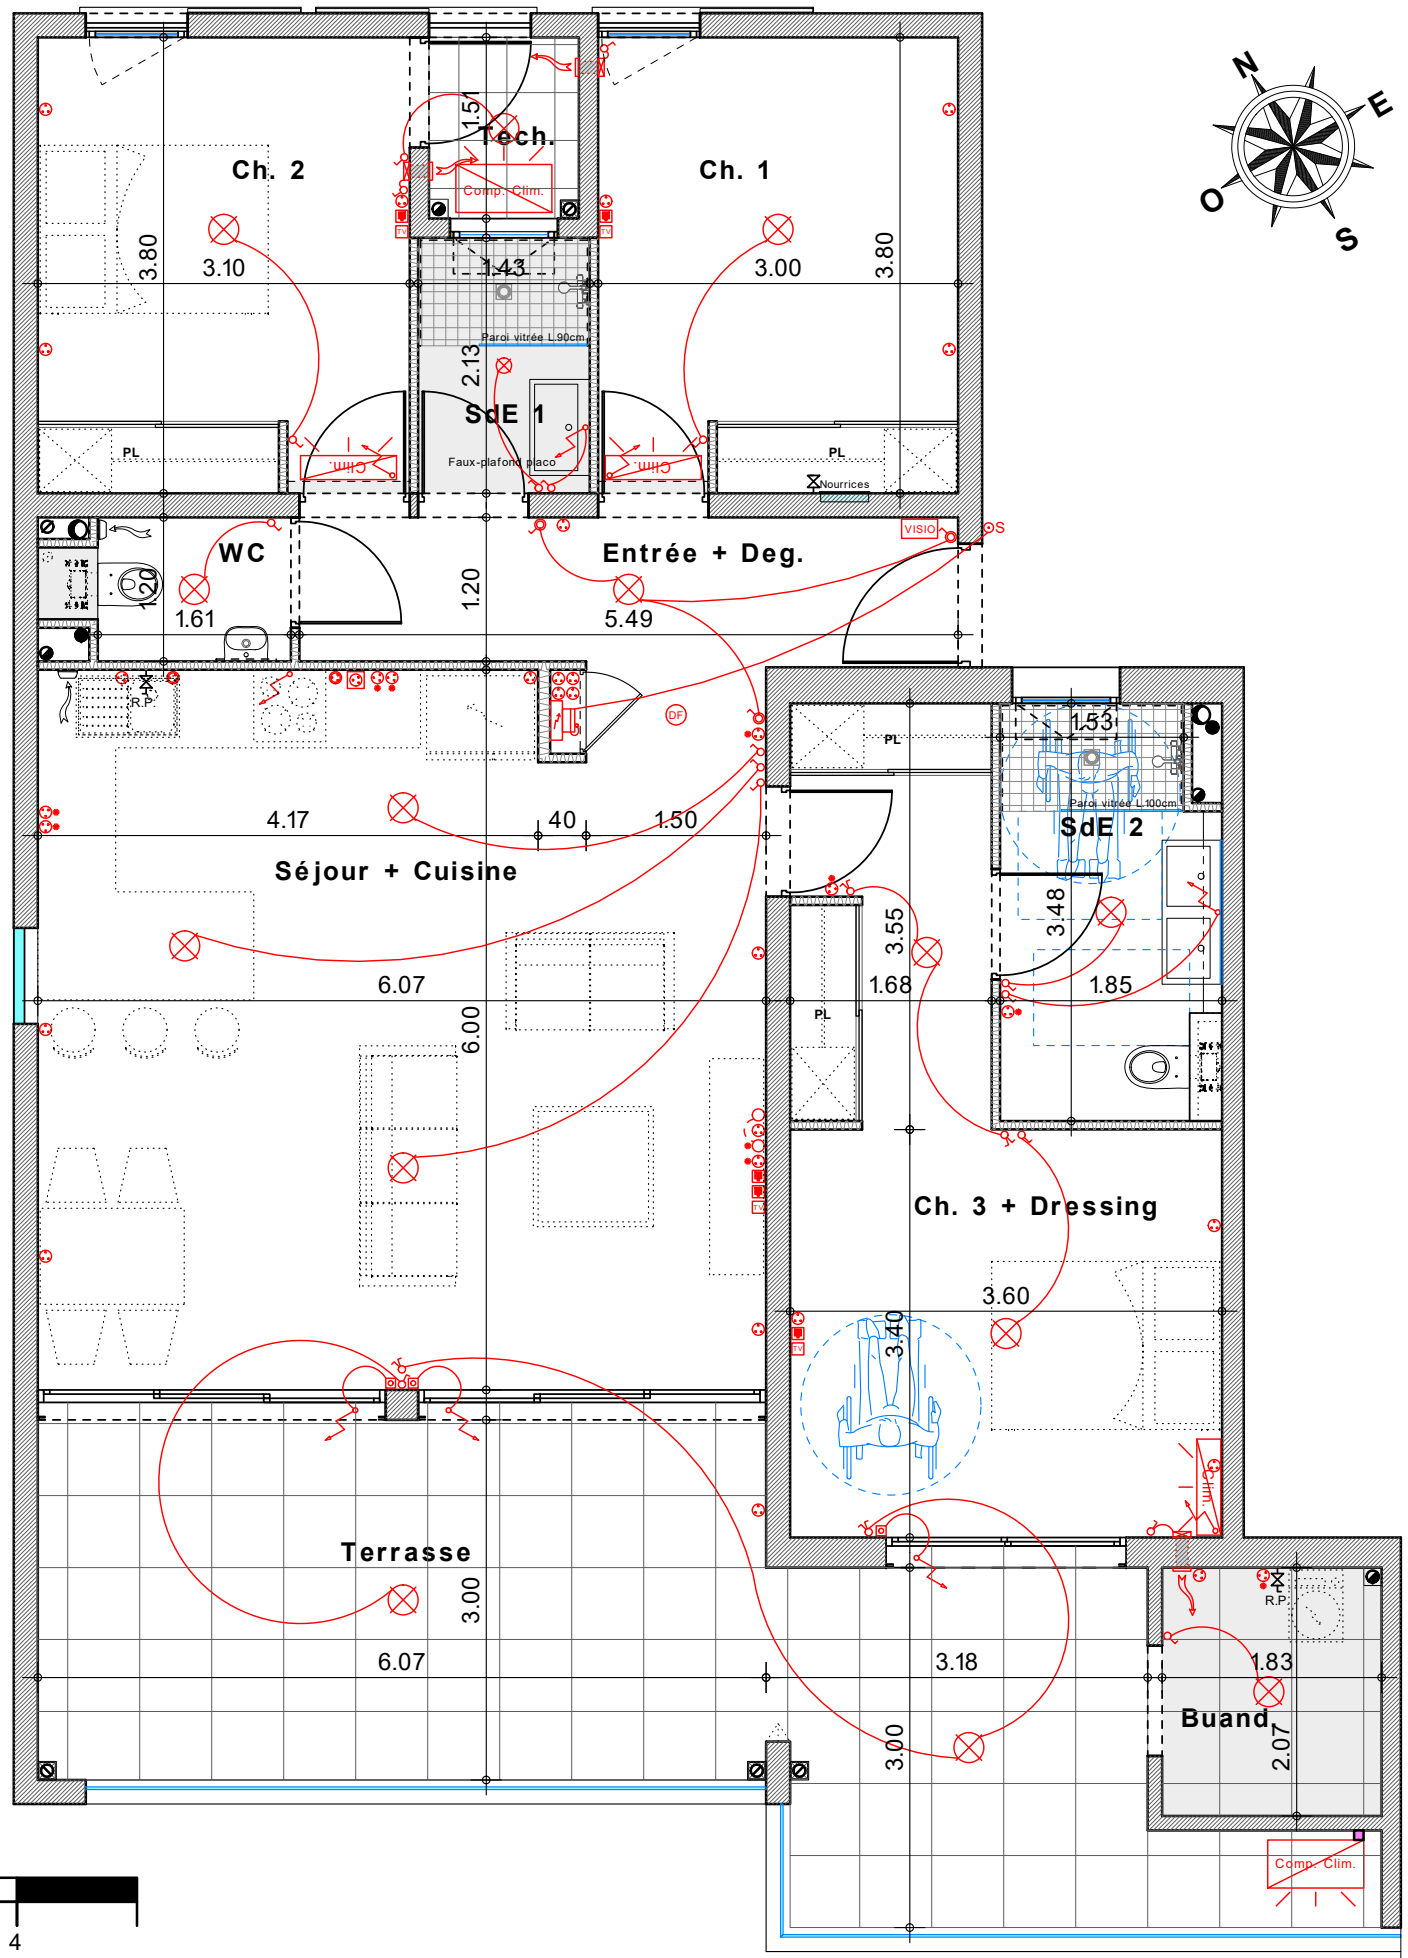 N
E
O
S
Ch. 2
Tech.
Ch. 1
1.51
Comp. Clim.
TV
TV
3.80
3.10
1.43
3.00
3.80
Paroi vitrée L.90cm
2.13
SdE 1
PL
Clim.
Faux-plafond placo
Clim.
PL
Nourrices
WC
Entrée + Deg.
VISIO
S
1.20
1.61
1.20
5.49
R.P
DF
PL
1.53
Paroi vitrée L.100cm
SdE 2
4.17
40
1.50
Séjour + Cuisine
3.55
3.48
6.07
6.00
1.68
1.85
PL
TV
Ch. 3 + Dressing
3.60
3.40
TV
Clim.
Terrasse
3.00
R.P
6.07
3.18
1.83
Buand.
3.00
2.07
Comp. Clim.
4